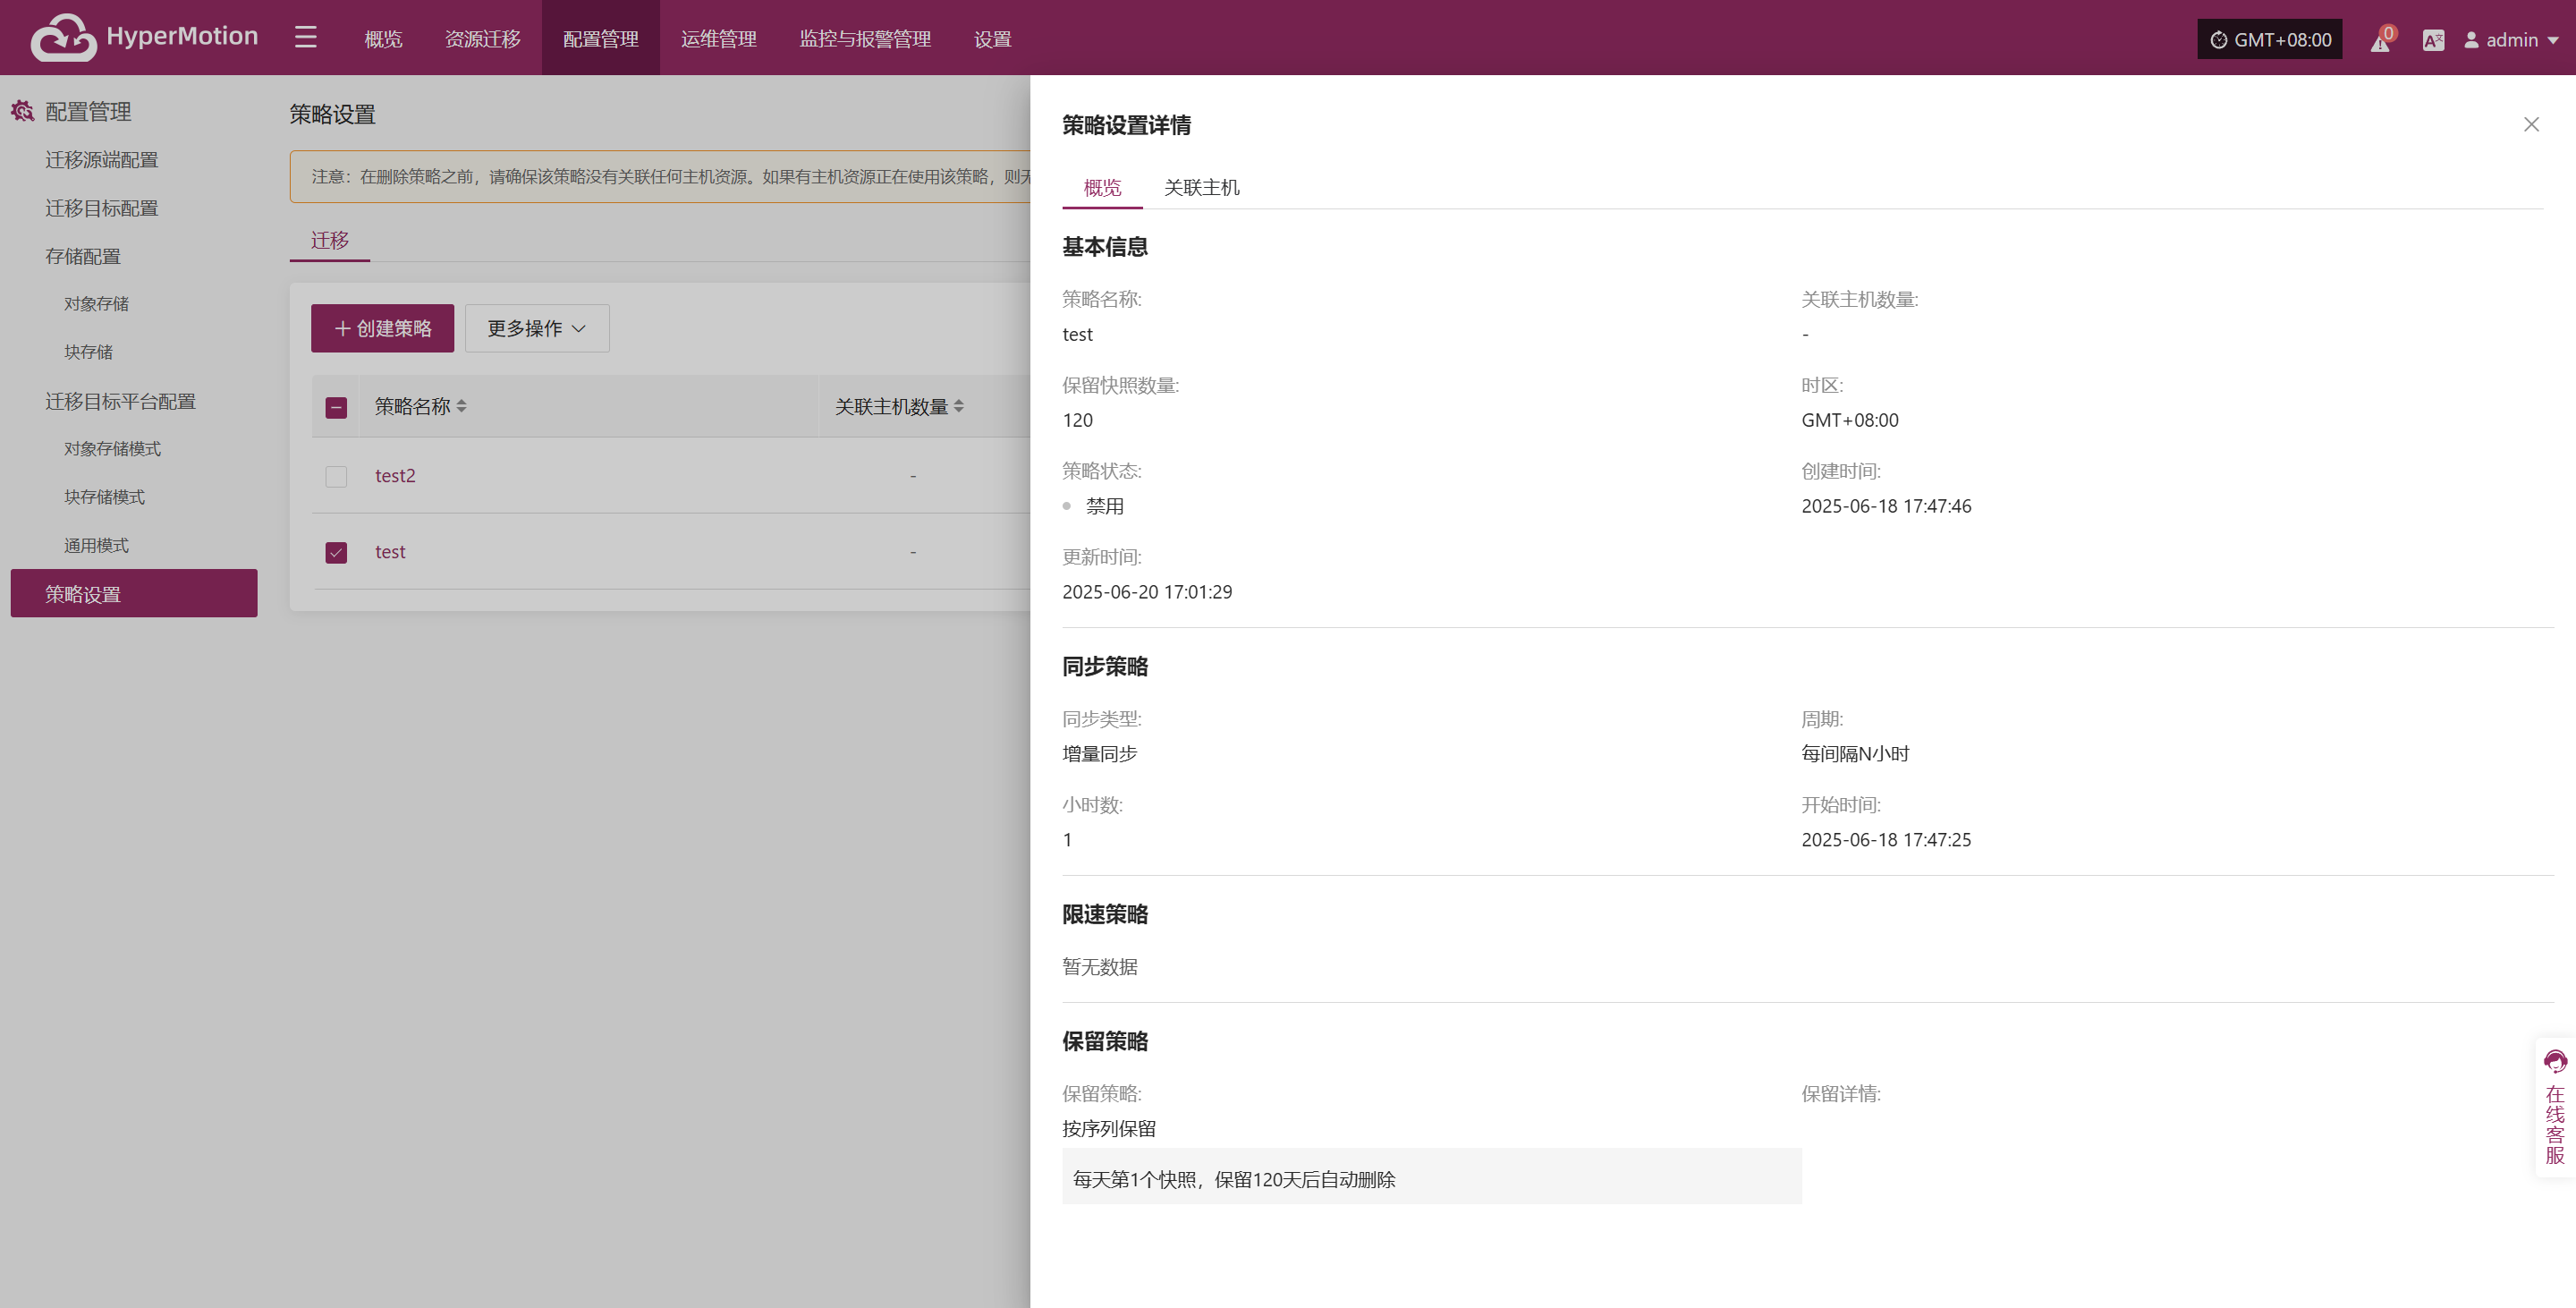 HyperMotion
概览
资源迁移
配置管理
运维管理
监控与报警管理
设置
GMT+08:00
0
admin
配置管理
迁移源端配置
迁移目标配置
存储配置
对象存储
块存储
迁移目标平台配置
对象存储模式
块存储模式
通用模式
策略设置
策略设置
注意：在删除策略之前，请确保该策略没有关联任何主机资源。如果有主机资源正在使用该策略，则无
迁移
创建策略
更多操作
策略名称
关联主机数量
test2
-
test
-
策略设置详情
概览
关联主机
基本信息
策略名称:
关联主机数量:
test
-
保留快照数量:
时区:
120
GMT+08:00
策略状态:
创建时间:
禁用
2025-06-18 17:47:46
更新时间:
2025-06-20 17:01:29
同步策略
同步类型:
周期:
增量同步
每间隔N小时
小时数:
开始时间:
1
2025-06-18 17:47:25
限速策略
暂无数据
保留策略
保留策略:
保留详情:
按序列保留
每天第1个快照，保留120天后自动删除
在线客服